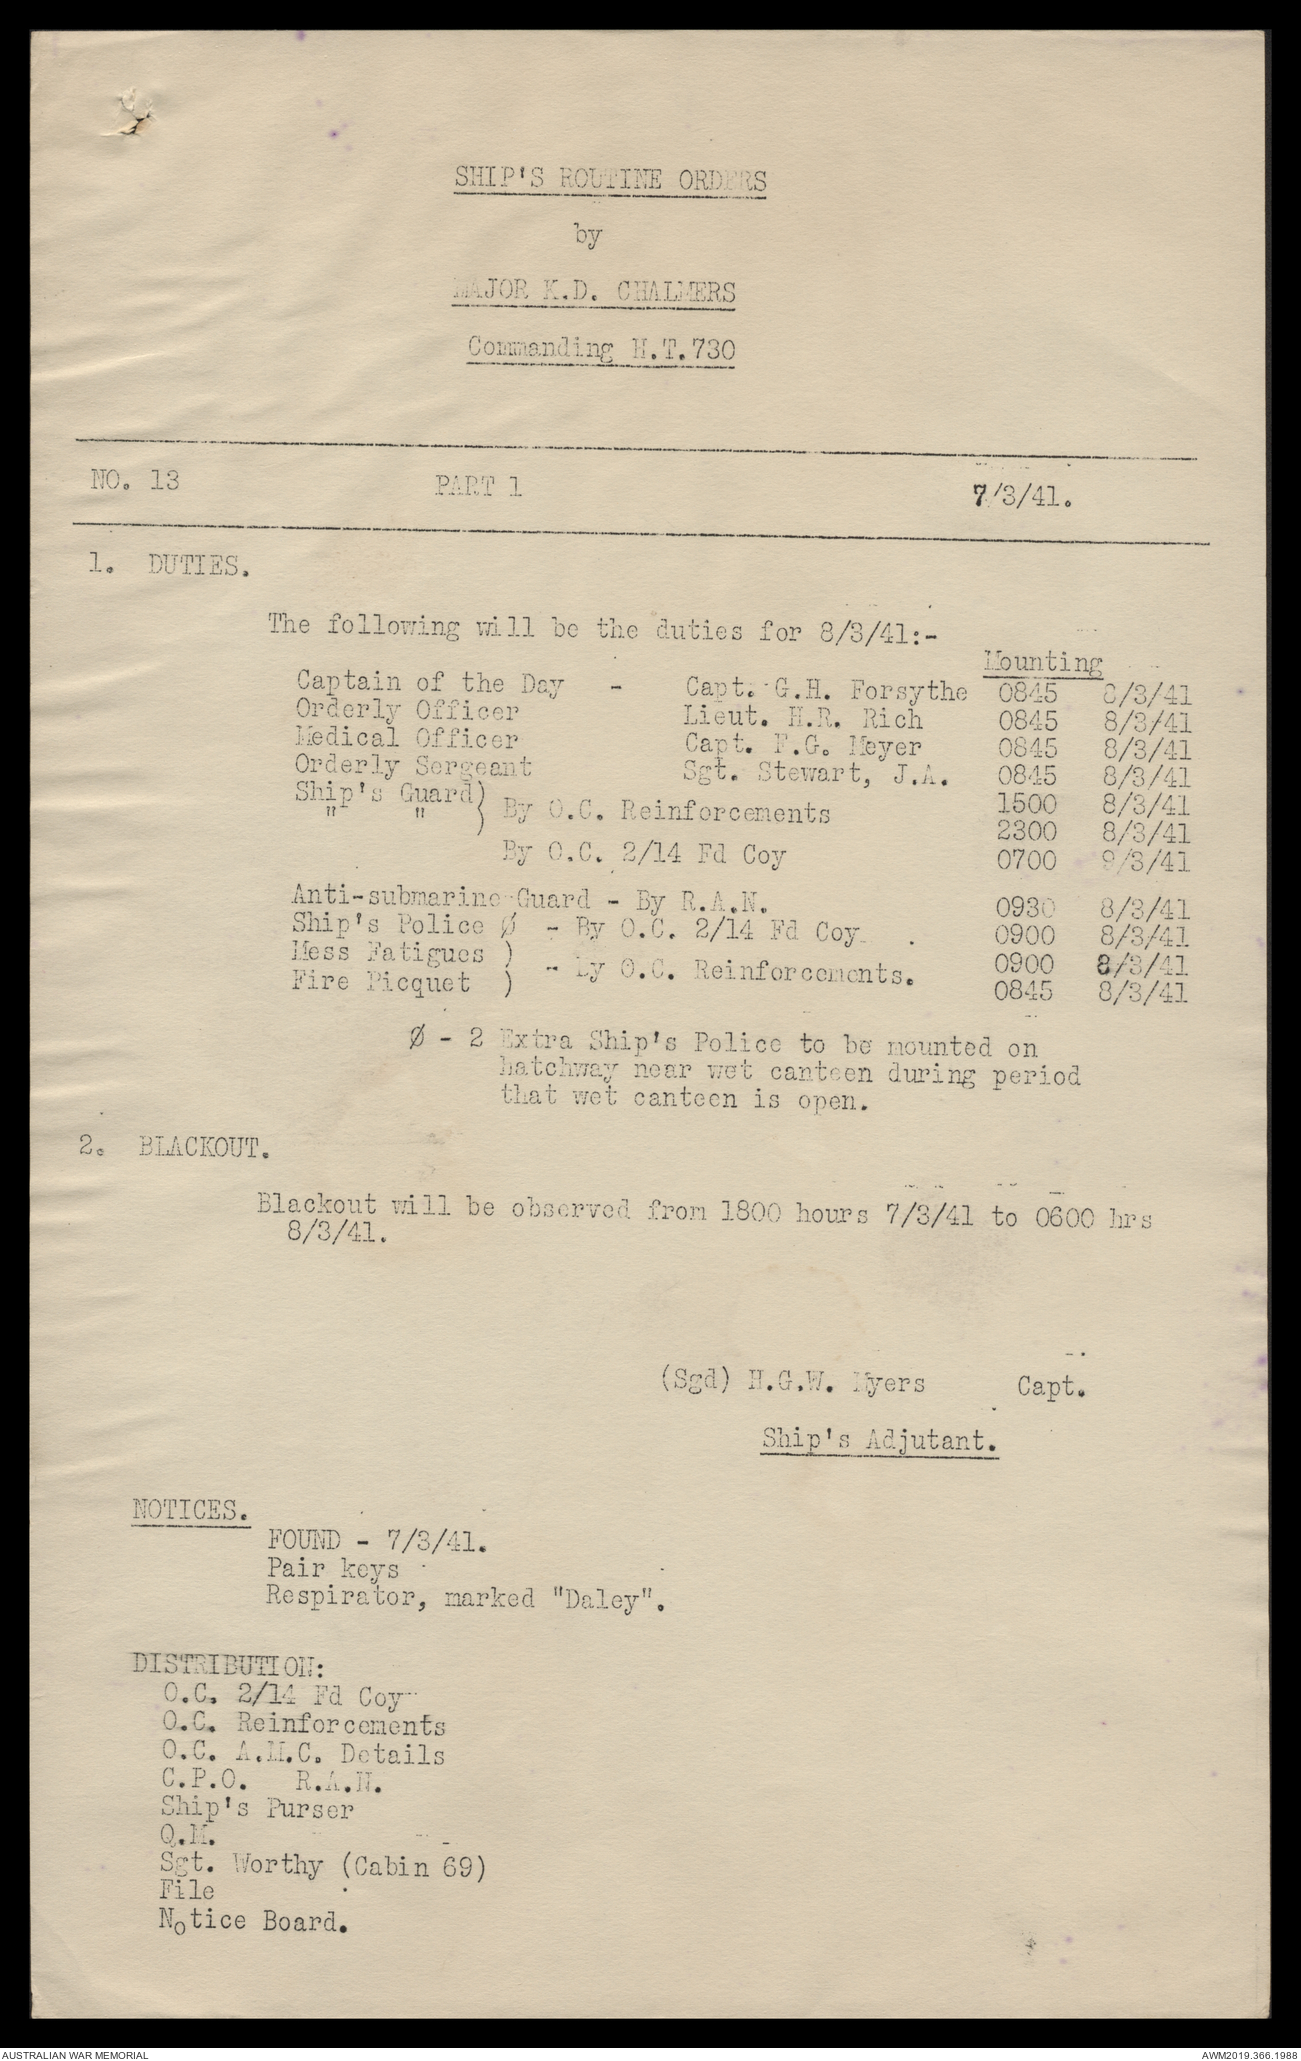 SHIP'S ROUTINE ORDERS
by
MAJOR K.D. CHALMERS
Commanding H.T.730
NO. 13 PART 1 7/3/41.
1. DUTIES.
The following will be the duties for 8/3/41:-
Mounting
Captain of the Day - Capt. G.H. Forsythe 0845 8/3/41
Orderly Officer Lieut. H.R. Rich 0845 8/3/41
Medical Officer Capt. F.G. Meyer 0845 8/3/41
Orderly Sergeant Sgt. Stewart, J.A. 0845 8/3/41
Ship's Guard) 1500 8/3/41
" " ) By O.C. Reinforcements 2300 8/3/41
By O.C. 2/14 Fd Coy 0700 9/3/41
Anti-submarine Guard - By R.A.N. 0930 8/3/41
Ship's Police Ø - By O.C. 2/14 Fd Coy. 0900 8/3/41
Mess Fatigues ) 0900 8/3/41
Fire Picquet ) - By O.C. Reinforcements. 0845 8/3/41
Ø - 2 Extra Ship's Police to be mounted on
hatchway near wet canteen during period
that wet canteen is open.
2. BLACKOUT.
Blackout will be observed from 1800 hours 7/3/41 to 0600 hrs
8/3/41.
(Sgd) H.G.W. Myers Capt.
Ship's Adjutant.
NOTICES.
FOUND - 7/3/41.
Pair keys
Respirator, marked "Daley".
DISTRIBUTION:
O.C. 2/14 Fd Coy
O.C. Reinforcements
O.C. A.M.C. Details
C.P.O. R.A.N.
Ship's Purser
Q.M.
Sgt. Worthy (Cabin 69)
File
Notice Board.
AUSTRALIAN WAR MEMORIAL AWM2019.366.1988